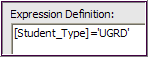 Expression Definition:
[Student_Type]='UGRD'